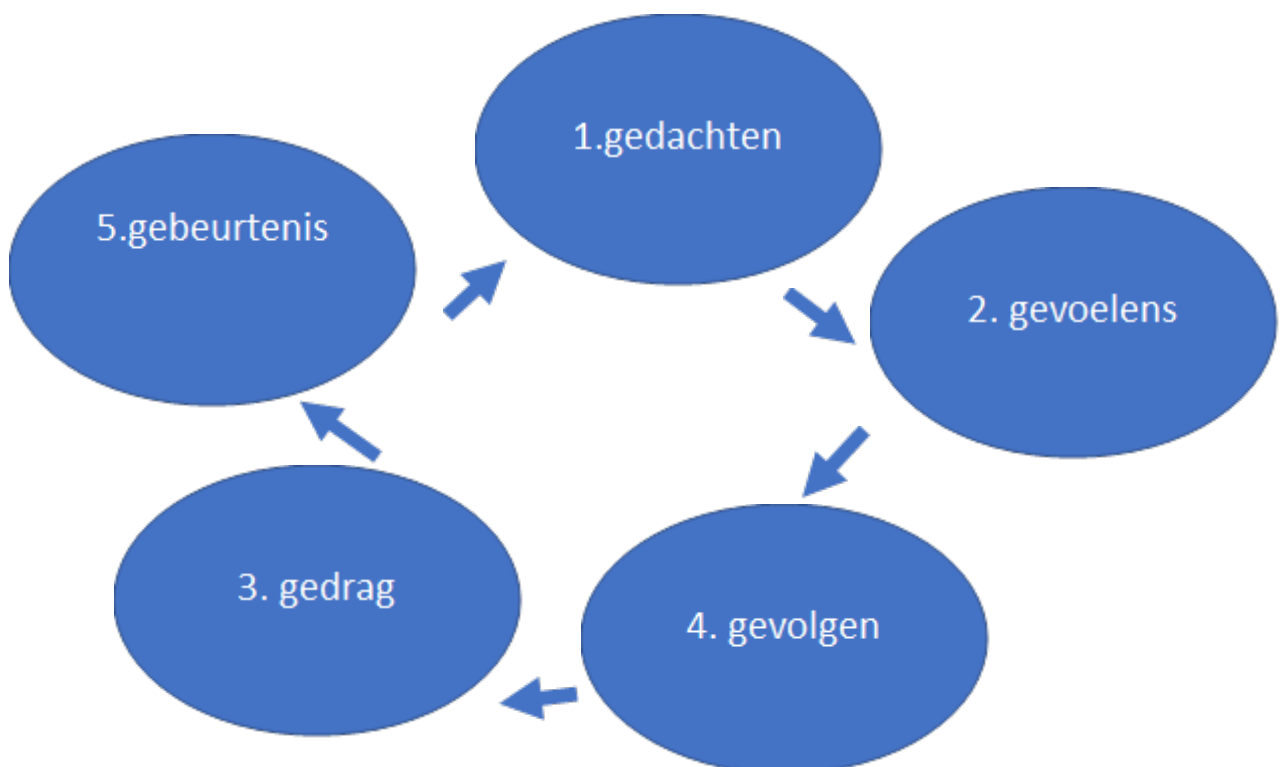 1.gedachten
2. gevoelens
4. gevolgen
3. gedrag
5.gebeurtenis